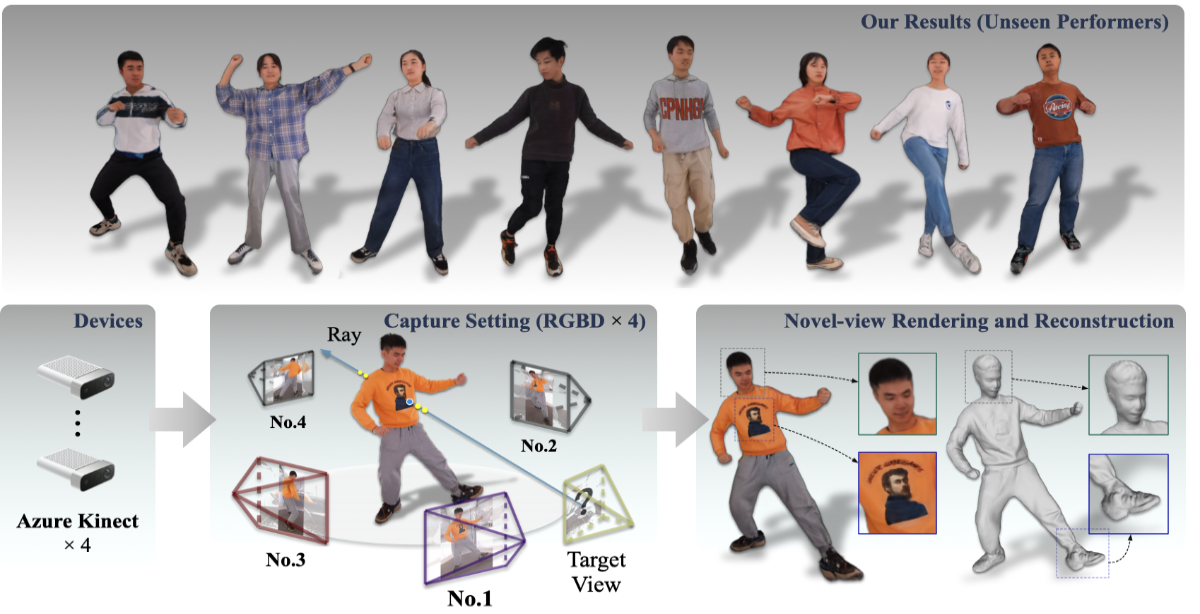 Our Results (Unseen Performers)
CPNHGN
Racing
Devices
Azure Kinect
× 4
Capture Setting (RGBD × 4)
Ray
No.4
No.2
No.3
No.1
Target
View
Novel-view Rendering and Reconstruction